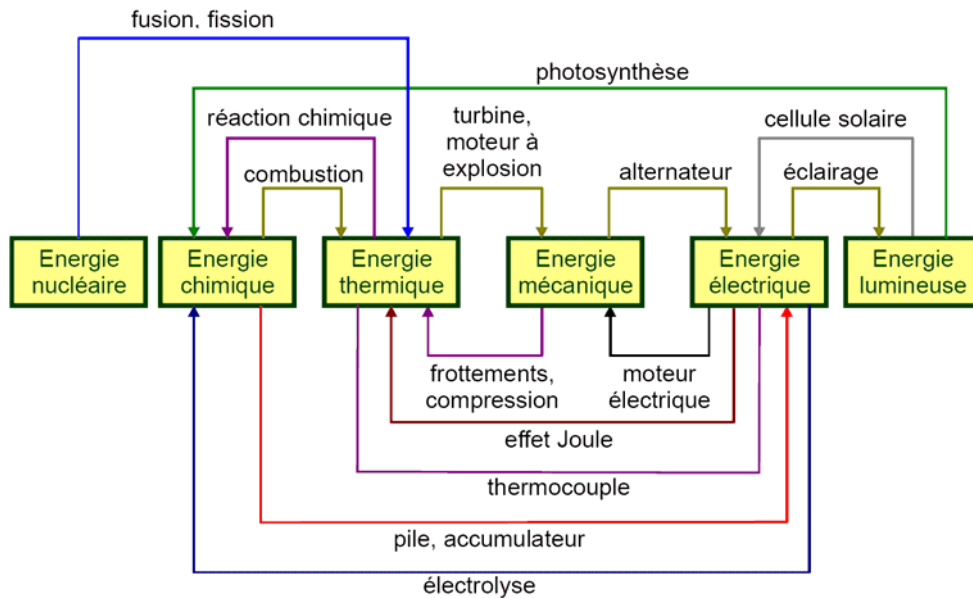 fusion, fission
photosynthèse
réaction chimique
turbine,
moteur à
explosion
cellule solaire
combustion
alternateur
éclairage
Energie
nucléaire
Energie
chimique
Energie
thermique
Energie
mécanique
Energie
électrique
Energie
lumineuse
frottements,
compression
moteur
électrique
effet Joule
thermocouple
pile, accumulateur
électrolyse